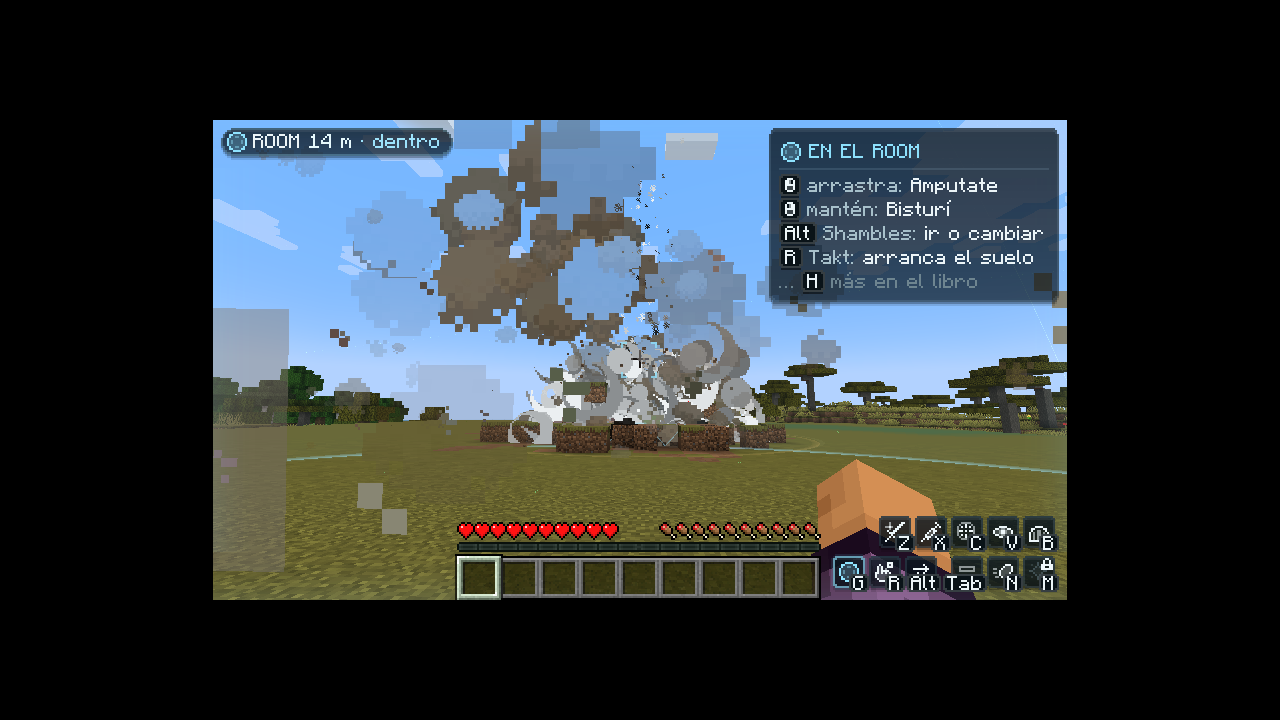 ROOM 14 m · dentro
EN EL ROOM
arrastra: Amputate
mantén: Bisturí
Alt Shambles: ir o cambiar
R Takt: arranca el suelo
... H más en el libro
Z X C V B
G R Alt Tab N M